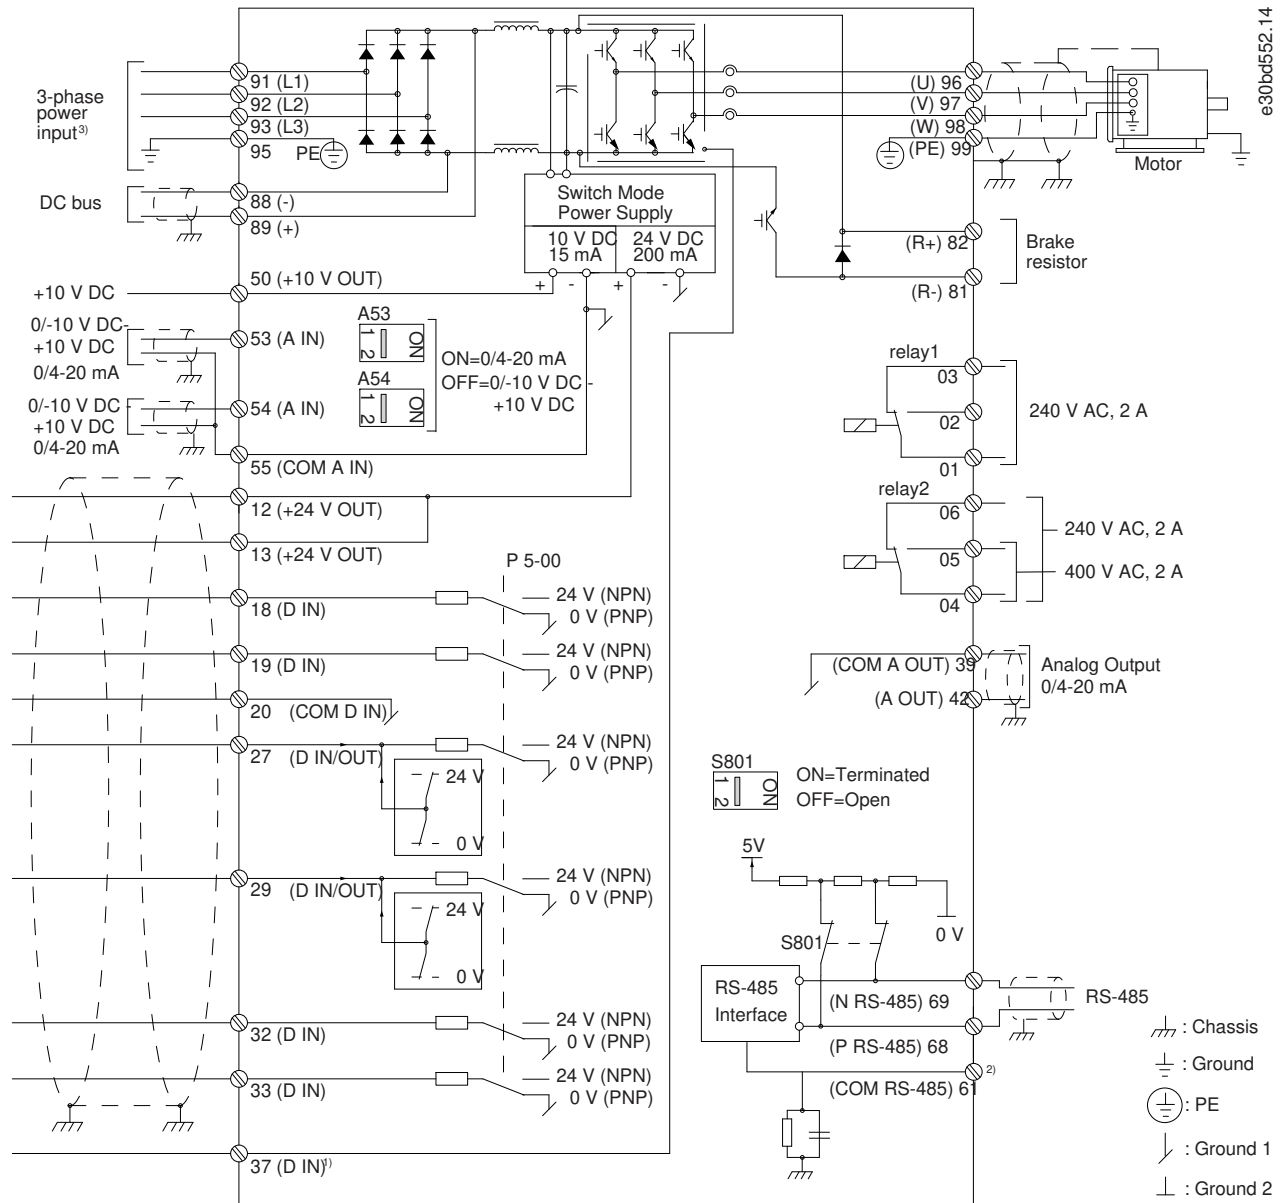 e30bd552.14
3-phase
power
input3)
91 (L1)
92 (L2)
93 (L3)
95
PE
DC bus
88 (-)
89 (+)
Switch Mode
Power Supply
10 V DC
15 mA
24 V DC
200 mA
+ - + -
(U) 96
(V) 97
(W) 98
(PE) 99
Motor
(R+) 82
(R-) 81
Brake
resistor
+10 V DC
50 (+10 V OUT)
0/-10 V DC-
+10 V DC
0/4-20 mA
53 (A IN)
0/-10 V DC -
+10 V DC
0/4-20 mA
54 (A IN)
A53
1 2 ON
A54
1 2 ON
ON=0/4-20 mA
OFF=0/-10 V DC -
+10 V DC
55 (COM A IN)
12 (+24 V OUT)
13 (+24 V OUT)
P 5-00
18 (D IN)
24 V (NPN)
0 V (PNP)
19 (D IN)
24 V (NPN)
0 V (PNP)
20 (COM D IN)
27 (D IN/OUT)
24 V (NPN)
0 V (PNP)
24 V
0 V
29 (D IN/OUT)
24 V (NPN)
0 V (PNP)
24 V
0 V
32 (D IN)
24 V (NPN)
0 V (PNP)
33 (D IN)
24 V (NPN)
0 V (PNP)
37 (D IN)1)
relay1
03
02
01
240 V AC, 2 A
relay2
06
05
04
240 V AC, 2 A
400 V AC, 2 A
(COM A OUT) 39
(A OUT) 42
Analog Output
0/4-20 mA
S801
1 2 ON
ON=Terminated
OFF=Open
5V
0 V
S801
RS-485
Interface
(N RS-485) 69
(P RS-485) 68
(COM RS-485) 61
2)
RS-485
: Chassis
: Ground
: PE
: Ground 1
: Ground 2